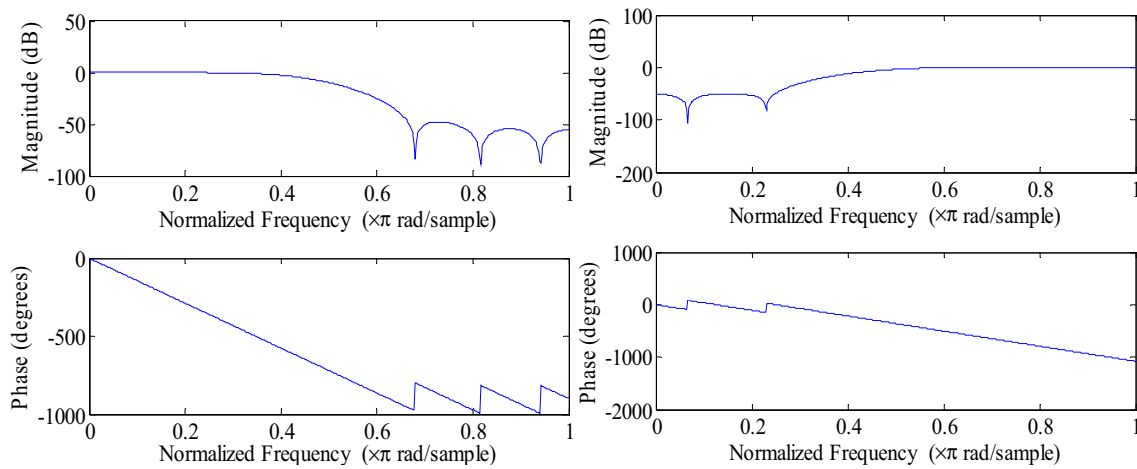 50
0
-50
-100
Magnitude (dB)
0 0.2 0.4 0.6 0.8 1
Normalized Frequency (×π rad/sample)
100
0
-100
-200
Magnitude (dB)
0 0.2 0.4 0.6 0.8 1
Normalized Frequency (×π rad/sample)
0
-500
-1000
Phase (degrees)
0 0.2 0.4 0.6 0.8 1
Normalized Frequency (×π rad/sample)
1000
0
-1000
-2000
Phase (degrees)
0 0.2 0.4 0.6 0.8 1
Normalized Frequency (×π rad/sample)